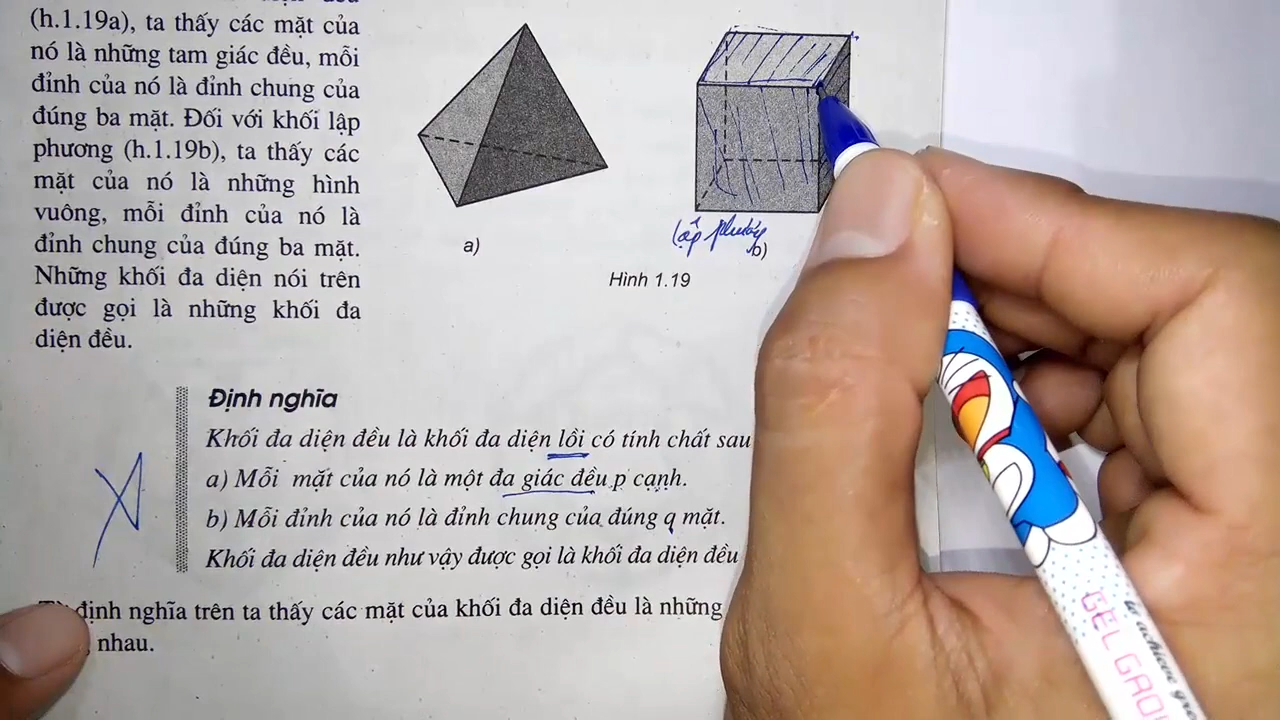 (h.1.19a), ta thấy các mặt của
nó là những tam giác đều, mỗi
đỉnh của nó là đỉnh chung của
đúng ba mặt. Đối với khối lập
phương (h.1.19b), ta thấy các
mặt của nó là những hình
vuông, mỗi đỉnh của nó là
đỉnh chung của đúng ba mặt.
Những khối đa diện nói trên
được gọi là những khối đa
diện đều.
lập phương
a)
b)
Hình 1.19
Định nghĩa
Khối đa diện đều là khối đa diện lồi có tính chất sau
a) Mỗi mặt của nó là một đa giác đều p cạnh.
b) Mỗi đỉnh của nó là đỉnh chung của đúng q mặt.
Khối đa diện đều như vậy được gọi là khối đa diện đều
định nghĩa trên ta thấy các mặt của khối đa diện đều là những
nhau.
to achieve
GEL